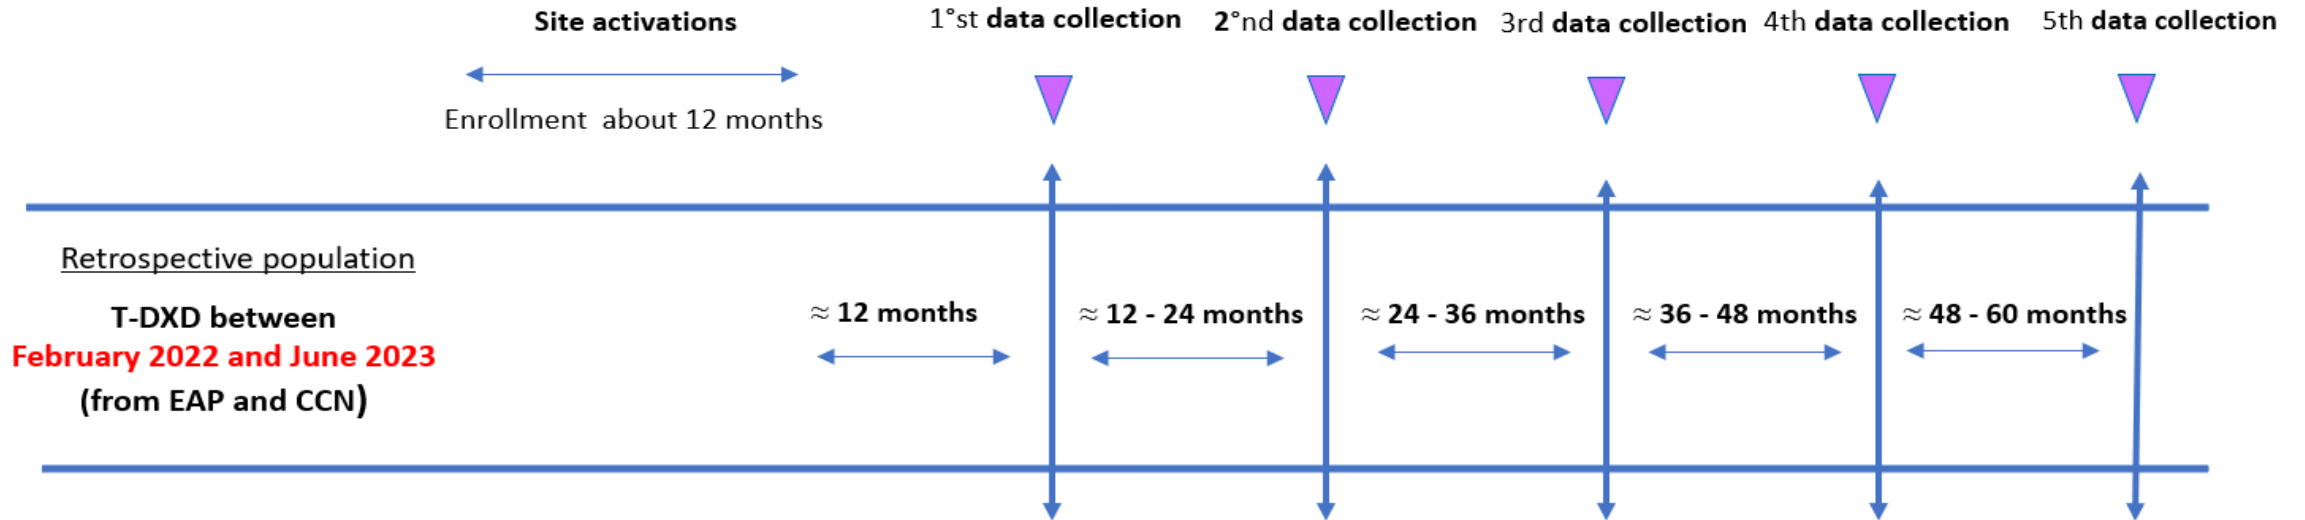 Site activations
1°st data collection
2°nd data collection
3rd data collection
4th data collection
5th data collection
Enrollment about 12 months
Retrospective population
T-DXD between
February 2022 and June 2023
(from EAP and CCN)
≈ 12 months
≈ 12 - 24 months
≈ 24 - 36 months
≈ 36 - 48 months
≈ 48 - 60 months